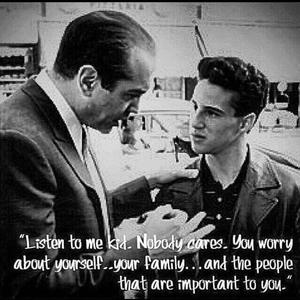 "Listen to me kid. Nobody cares. You worry
about yourself..your family...and the people
that are important to you."